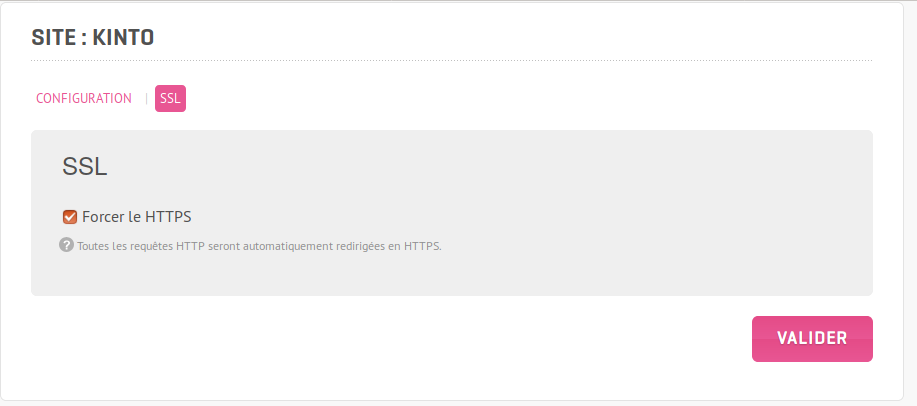 SITE : KINTO
CONFIGURATION | SSL
SSL
Forcer le HTTPS
? Toutes les requêtes HTTP seront automatiquement redirigées en HTTPS.
VALIDER